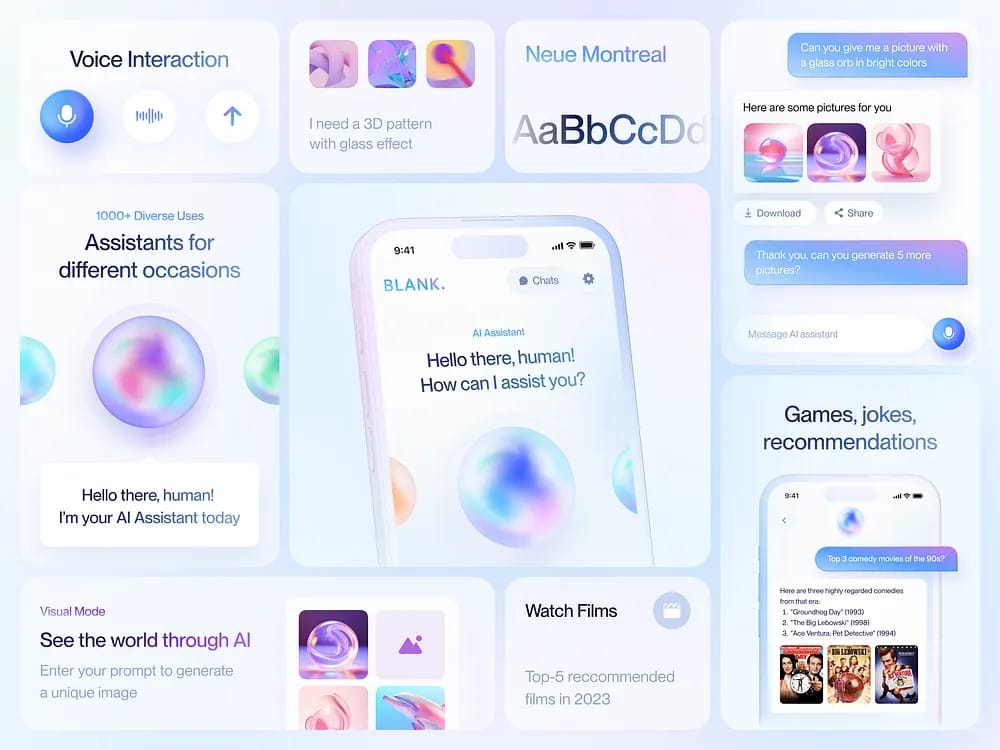 Voice Interaction
I need a 3D pattern
with glass effect
Neue Montreal
AaBbCcDd
Can you give me a picture with
a glass orb in bright colors
Here are some pictures for you
Download
Share
Thank you, can you generate 5 more
pictures?
Message AI assistant
1000+ Diverse Uses
Assistants for
different occasions
Hello there, human!
I'm your AI Assistant today
9:41
BLANK.
Chats
AI Assistant
Hello there, human!
How can I assist you?
Games, jokes,
recommendations
9:41
Top 3 comedy movies of the 90s?
Here are three highly regarded comedies
from that era:
1. "Groundhog Day" (1993)
2. "The Big Lebowski" (1998)
3. "Ace Ventura: Pet Detective" (1994)
Visual Mode
See the world through AI
Enter your prompt to generate
a unique image
Watch Films
Top-5 reccommended
films in 2023